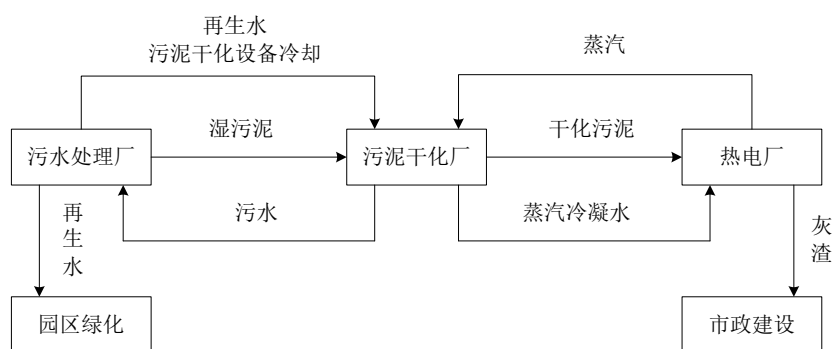 再生水
污泥干化设备冷却
蒸汽
湿污泥
干化污泥
污水处理厂
污泥干化厂
热电厂
污水
蒸汽冷凝水
再生水
灰渣
园区绿化
市政建设